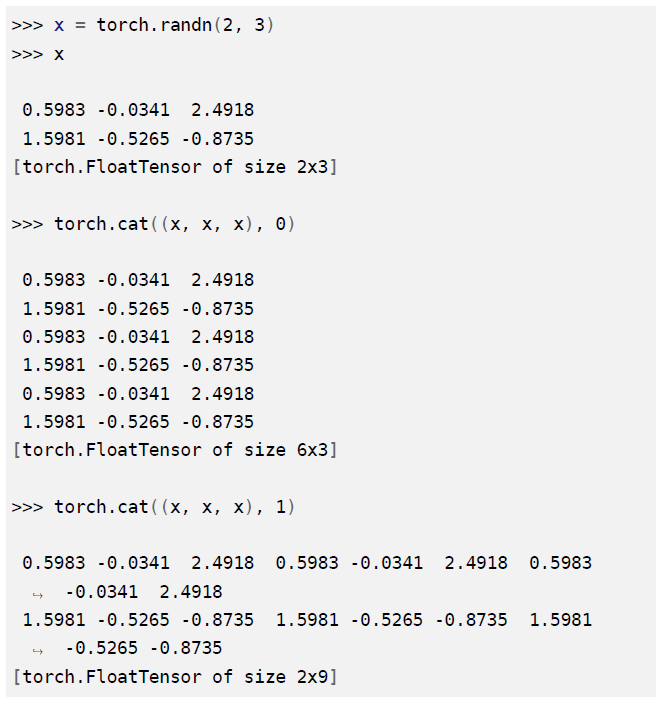 >>> x = torch.randn(2, 3)
>>> x
0.5983 -0.0341  2.4918
1.5981 -0.5265 -0.8735
[torch.FloatTensor of size 2x3]
>>> torch.cat((x, x, x), 0)
0.5983 -0.0341  2.4918
1.5981 -0.5265 -0.8735
0.5983 -0.0341  2.4918
1.5981 -0.5265 -0.8735
0.5983 -0.0341  2.4918
1.5981 -0.5265 -0.8735
[torch.FloatTensor of size 6x3]
>>> torch.cat((x, x, x), 1)
0.5983 -0.0341  2.4918  0.5983 -0.0341  2.4918  0.5983
↪  -0.0341  2.4918
1.5981 -0.5265 -0.8735  1.5981 -0.5265 -0.8735  1.5981
↪  -0.5265 -0.8735
[torch.FloatTensor of size 2x9]